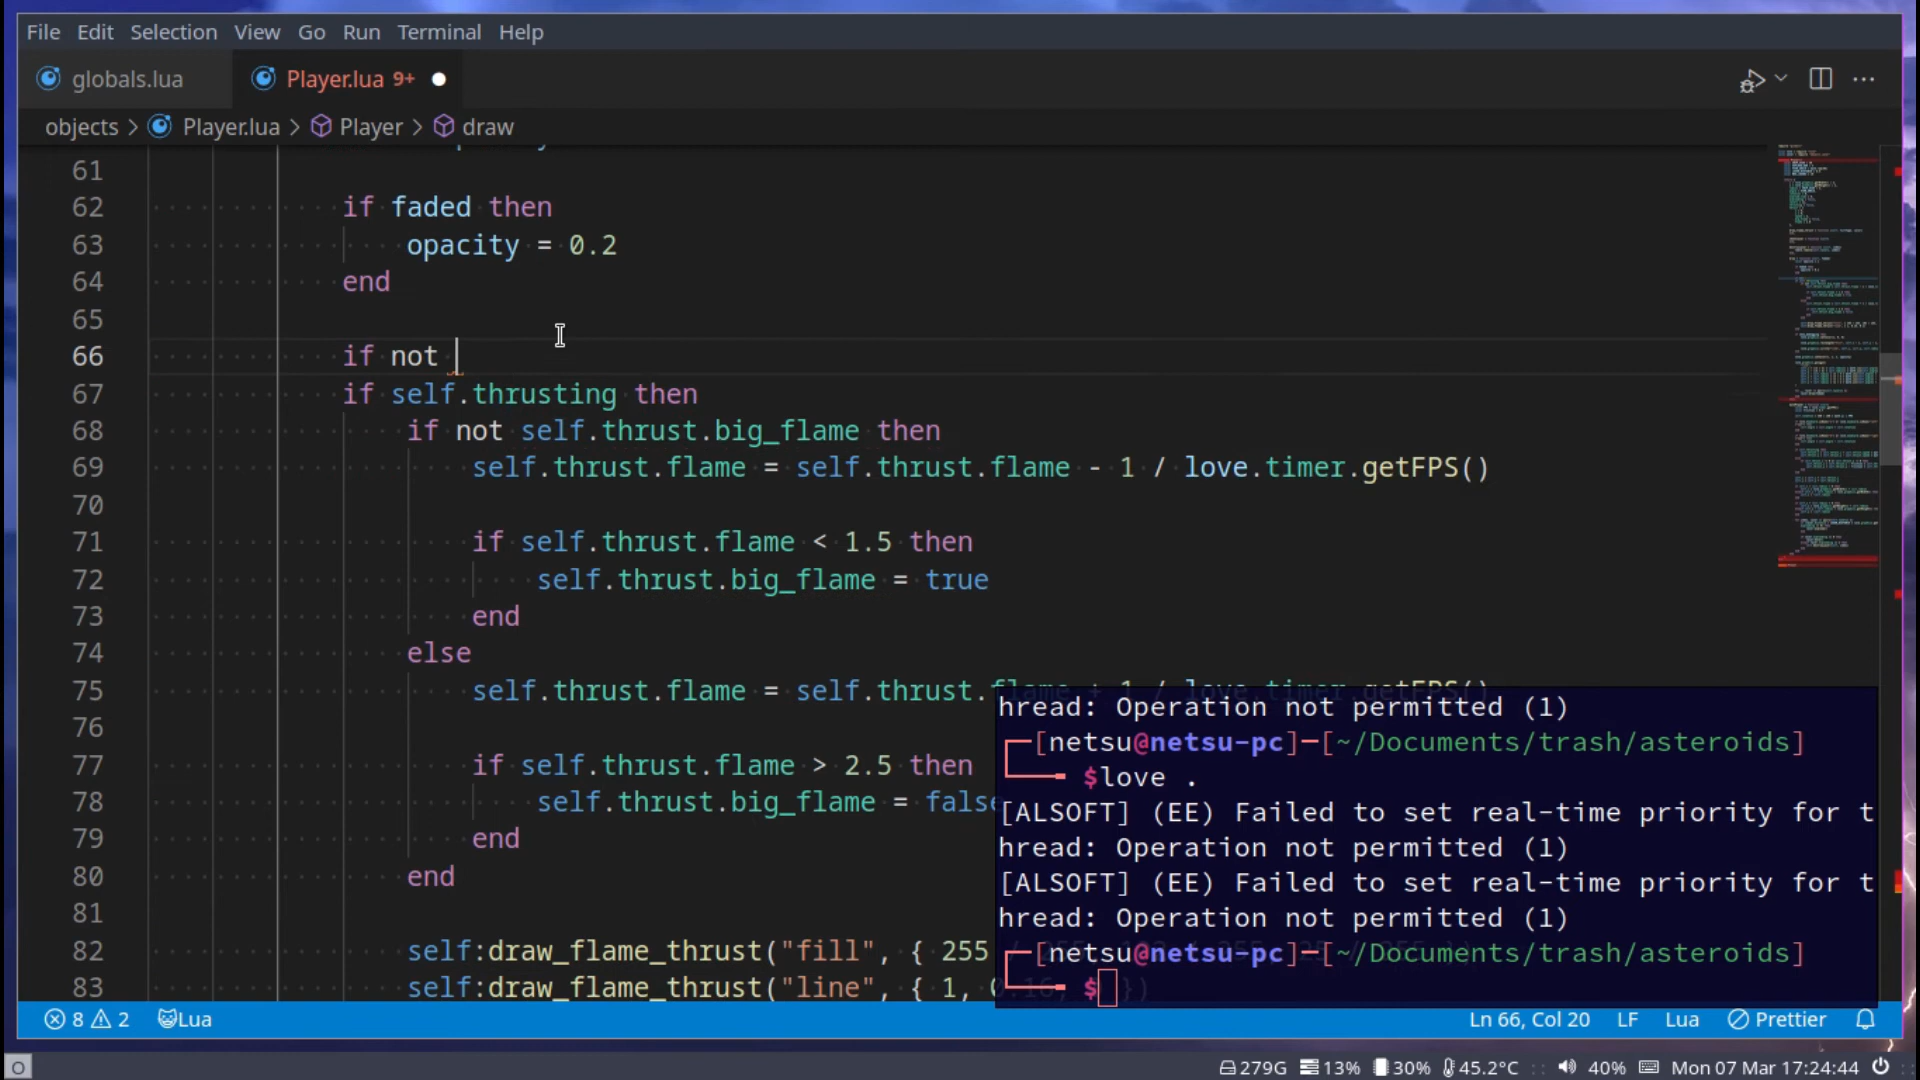 File Edit Selection View Go Run Terminal Help
globals.lua Player.lua 9+
objects > Player.lua > Player > draw
61
62 if faded then
63 opacity = 0.2
64 end
65
66 if not
67 if self.thrusting then
68 if not self.thrust.big_flame then
69 self.thrust.flame = self.thrust.flame - 1 / love.timer.getFPS()
70
71 if self.thrust.flame < 1.5 then
72 self.thrust.big_flame = true
73 end
74 else
75 self.thrust.flame = self.thrust.flame + 1 / love.timer.getFPS()
76
77 if self.thrust.flame > 2.5 then
78 self.thrust.big_flame = false
79 end
80 end
81
82 self:draw_flame_thrust("fill", { 255
83 self:draw_flame_thrust("line", { 1, 0.16, })
hread: Operation not permitted (1)
[netsu@netsu-pc]-[~/Documents/trash/asteroids]
$love .
[ALSOFT] (EE) Failed to set real-time priority for t
hread: Operation not permitted (1)
[ALSOFT] (EE) Failed to set real-time priority for t
hread: Operation not permitted (1)
[netsu@netsu-pc]-[~/Documents/trash/asteroids]
$
8 2 Lua Ln 66, Col 20 LF Lua Prettier
279G 13% 30% 45.2°C :: 40% Mon 07 Mar 17:24:44